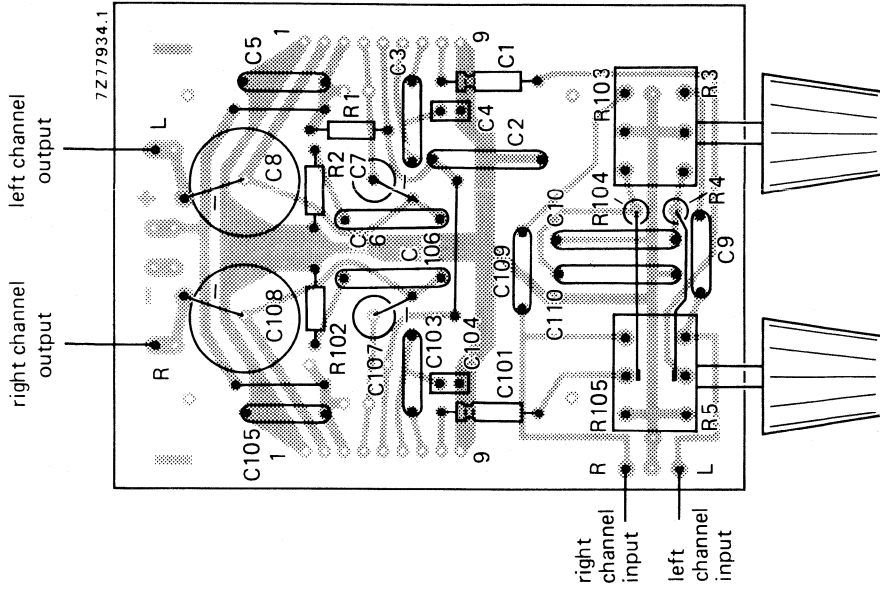 7Z77934.1
left channel
output
right channel
output
L
R
C5
1
C3
9
C1
R1
C8
R2
C7
C4
C2
C
6
C
106
C108
R102
C107
C103
C104
C101
C105
1
9
C109
C10
C110
R104
R103
R3
R4
C9
R105
R5
R
L
right
channel
input
left
channel
input